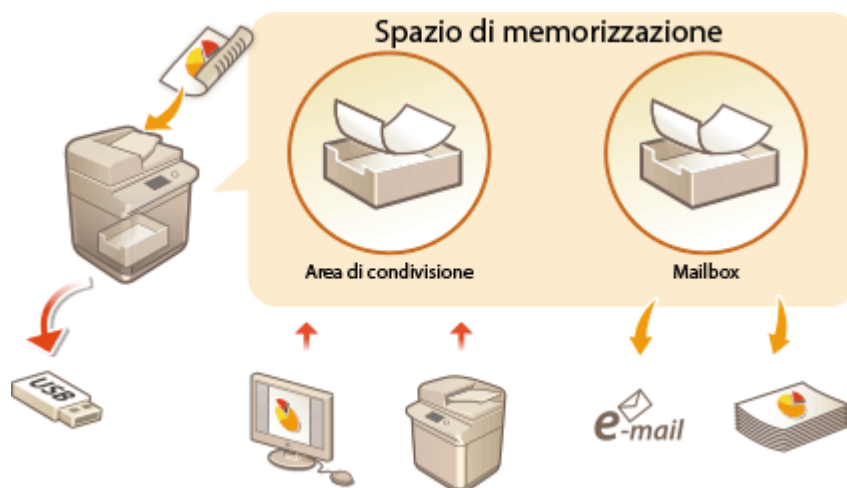 Spazio di memorizzazione
Area di condivisione
Mailbox
USB
e-mail